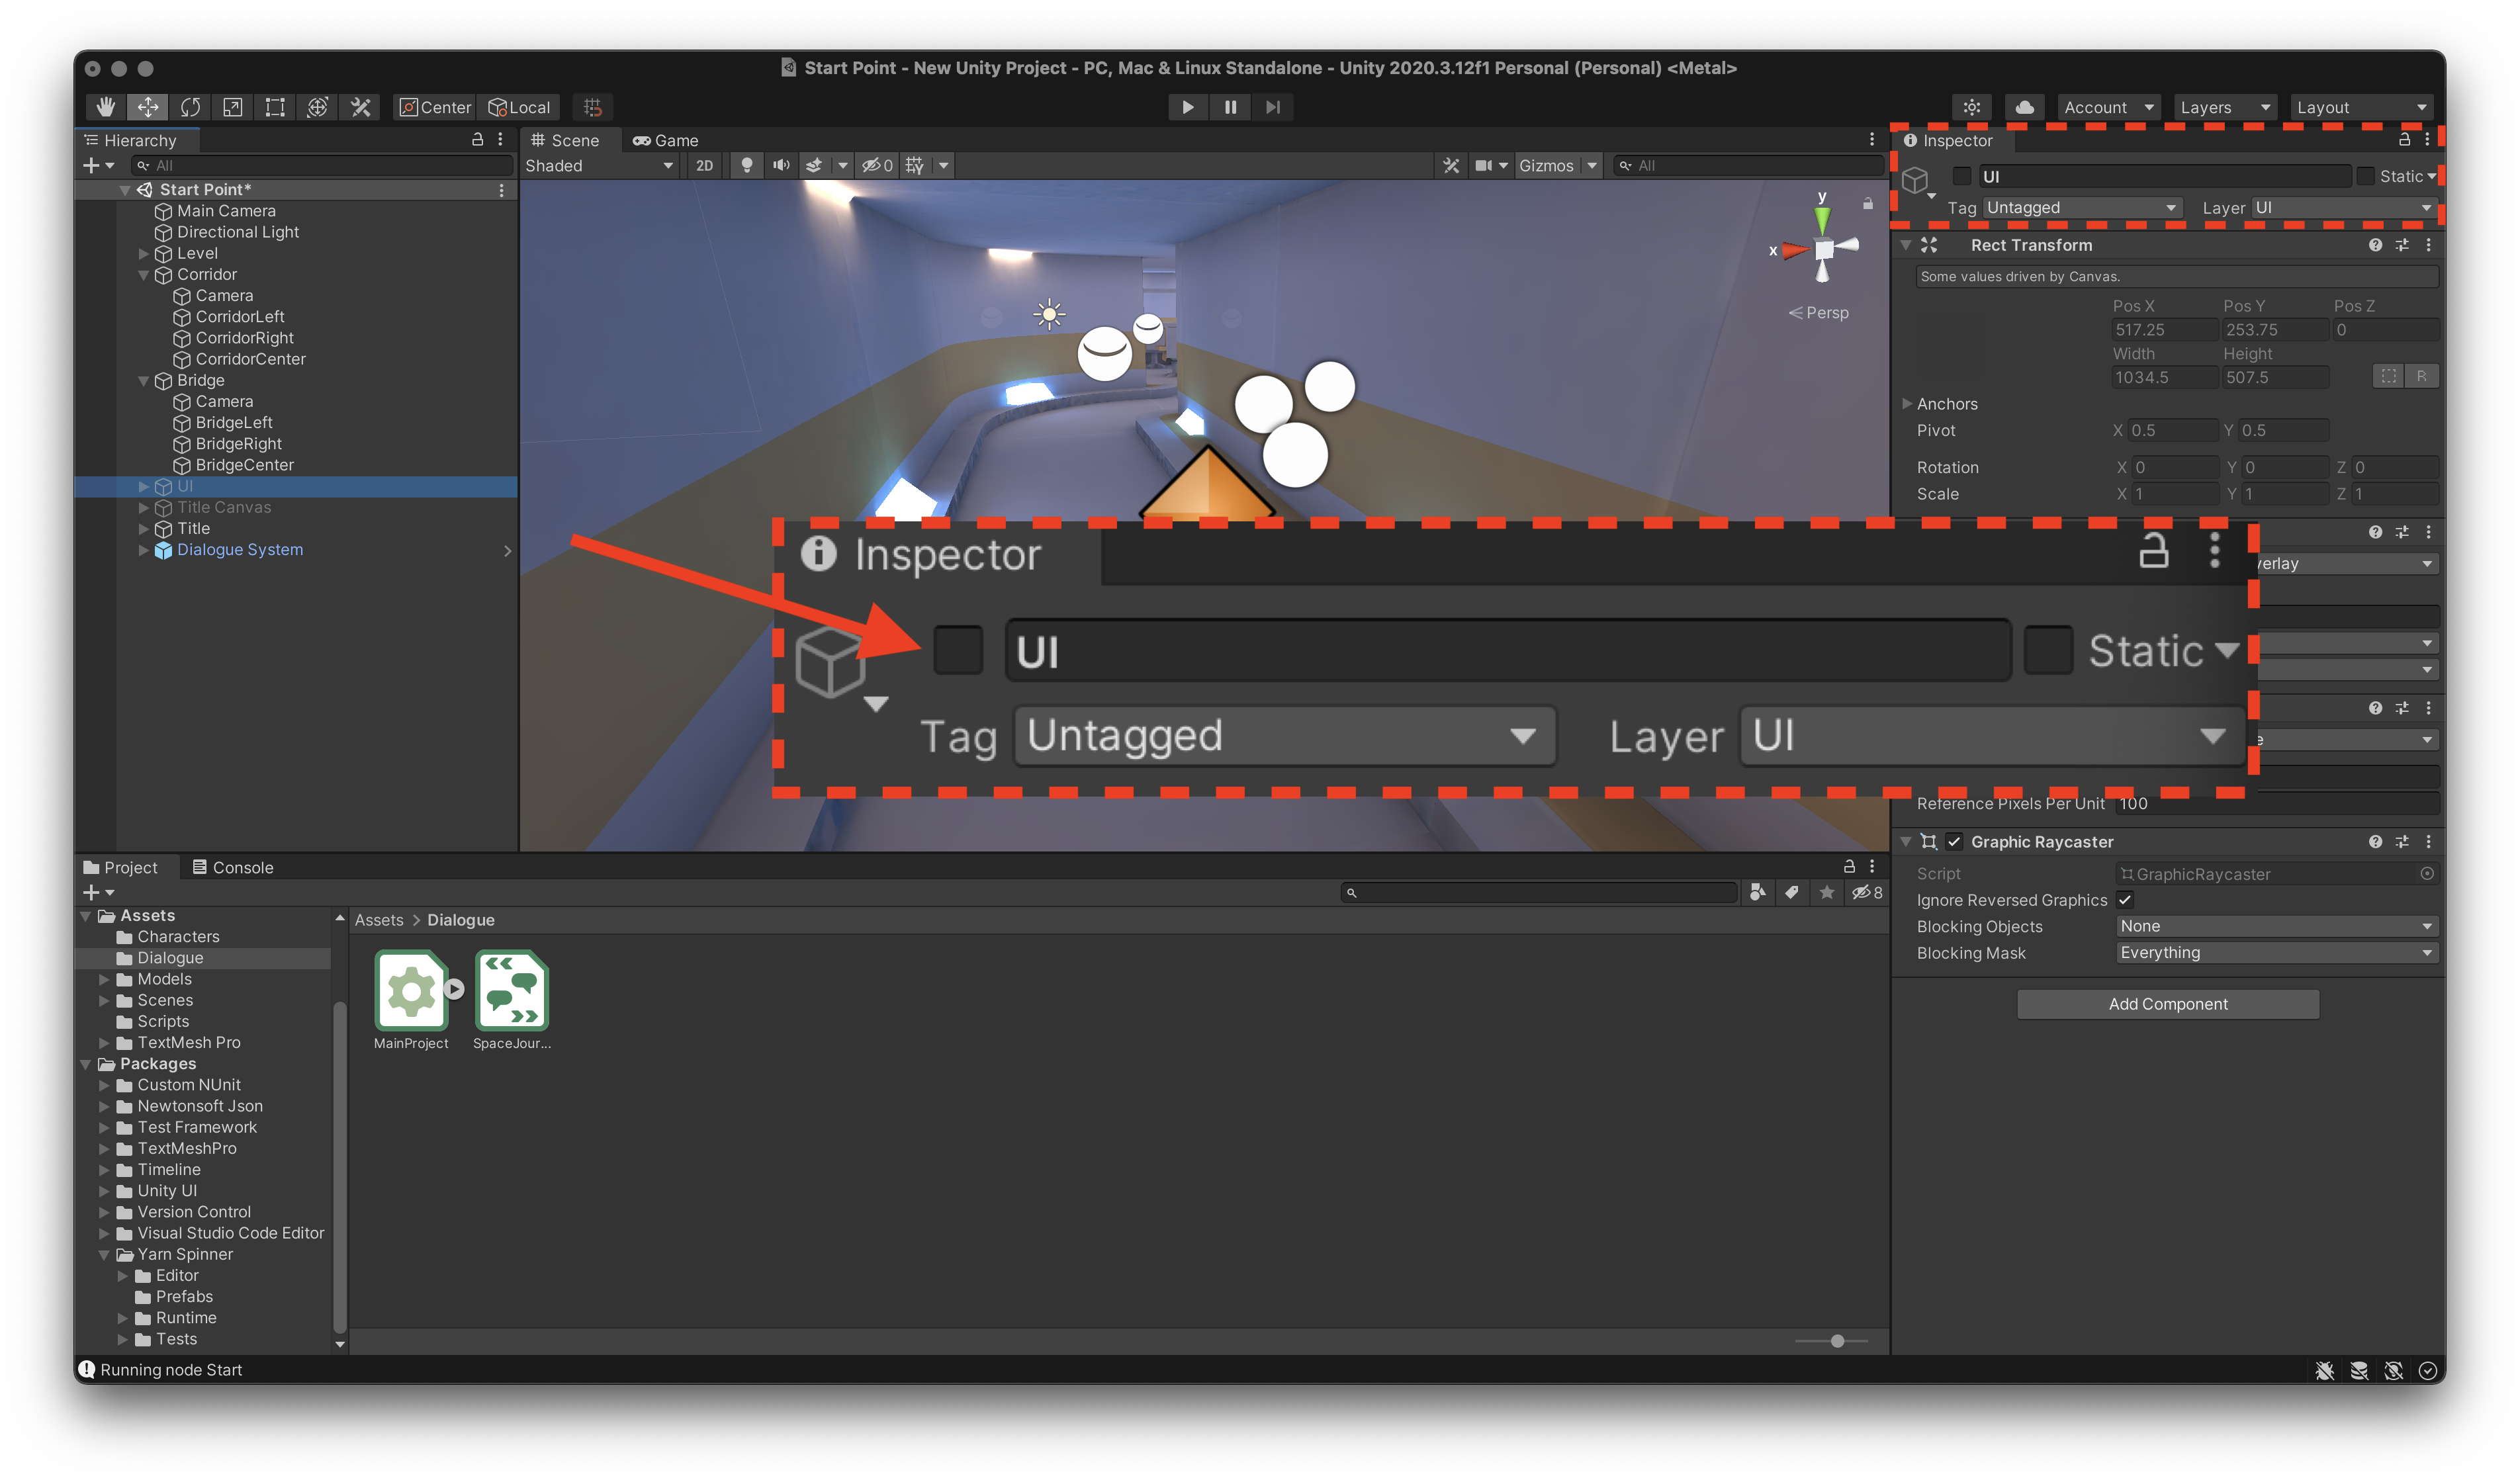 Start Point - New Unity Project - PC, Mac & Linux Standalone - Unity 2020.3.12f1 Personal (Personal) <Metal>
Center Local
Account Layers Layout
Hierarchy
All
Start Point*
Main Camera
Directional Light
Level
Corridor
Camera
CorridorLeft
CorridorRight
CorridorCenter
Bridge
Camera
BridgeLeft
BridgeRight
BridgeCenter
UI
Title Canvas
Title
Dialogue System
Scene Game
Shaded 2D 0 Gizmos All
y
x
Persp
Inspector
UI Static
Tag Untagged Layer UI
Inspector
UI Static
Tag Untagged Layer UI
Rect Transform
Some values driven by Canvas.
Pos X Pos Y Pos Z
517.25 253.75 0
Width Height
1034.5 507.5 R
Anchors
Pivot X 0.5 Y 0.5
Rotation X 0 Y 0 Z 0
Scale X 1 Y 1 Z 1
verlay
e
Reference Pixels Per Unit 100
Graphic Raycaster
Script GraphicRaycaster
Ignore Reversed Graphics
Blocking Objects None
Blocking Mask Everything
Add Component
Project Console
8
Assets
Characters
Dialogue
Models
Scenes
Scripts
TextMesh Pro
Packages
Custom NUnit
Newtonsoft Json
Test Framework
TextMeshPro
Timeline
Unity UI
Version Control
Visual Studio Code Editor
Yarn Spinner
Editor
Prefabs
Runtime
Tests
Assets > Dialogue
MainProject SpaceJour...
Running node Start